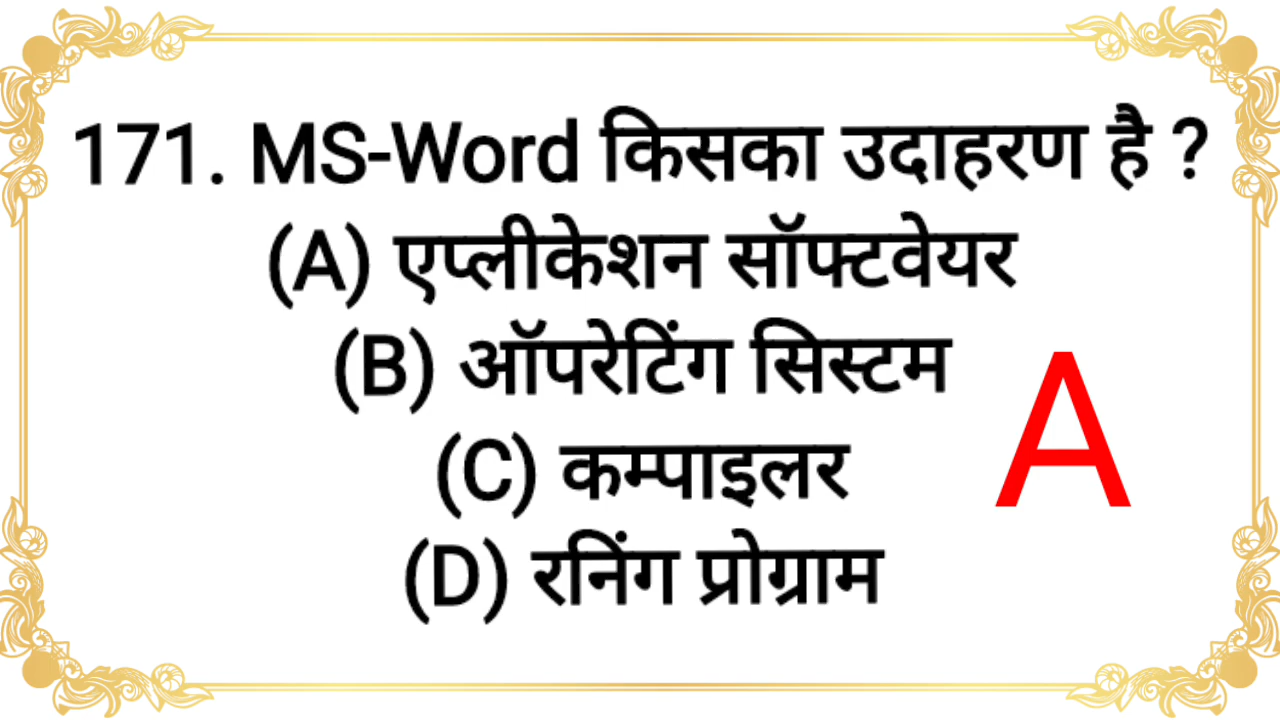 171. MS-Word किसका उदाहरण है ?
(A) एप्लीकेशन सॉफ्टवेयर
(B) ऑपरेटिंग सिस्टम
(C) कम्पाइलर
(D) रनिंग प्रोग्राम
A